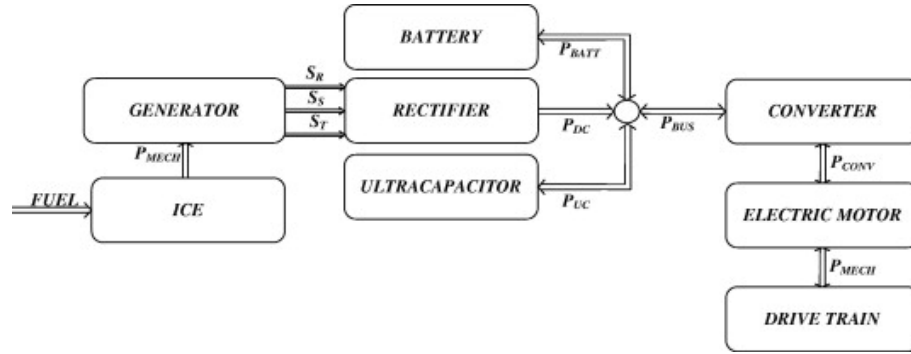 BATTERY
P_BATT
S_R
S_S
S_T
GENERATOR
RECTIFIER
P_DC
P_BUS
CONVERTER
P_MECH
P_CONV
FUEL
ICE
ULTRACAPACITOR
P_UC
ELECTRIC MOTOR
P_MECH
DRIVE TRAIN